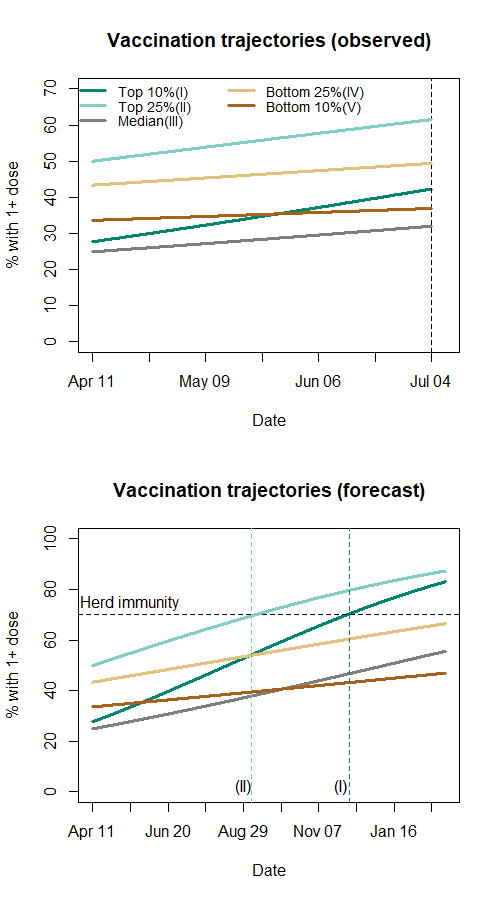 Vaccination trajectories (observed)
Top 10%(I)
Top 25%(II)
Median(III)
Bottom 25%(IV)
Bottom 10%(V)
% with 1+ dose
70
60
50
40
30
20
10
0
Apr 11
May 09
Jun 06
Jul 04
Date
Vaccination trajectories (forecast)
% with 1+ dose
100
80
60
40
20
0
Herd immunity
(II)
(I)
Apr 11
Jun 20
Aug 29
Nov 07
Jan 16
Date